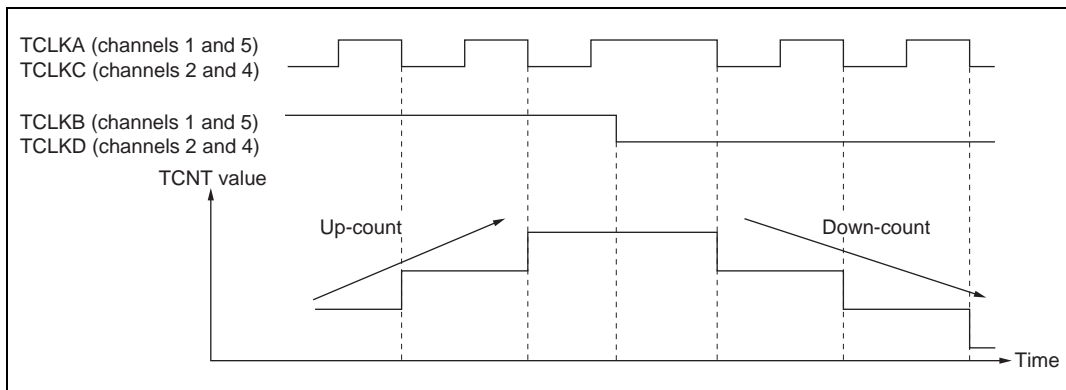 TCLKA (channels 1 and 5)
TCLKC (channels 2 and 4)
TCLKB (channels 1 and 5)
TCLKD (channels 2 and 4)
TCNT value
Up-count
Down-count
Time